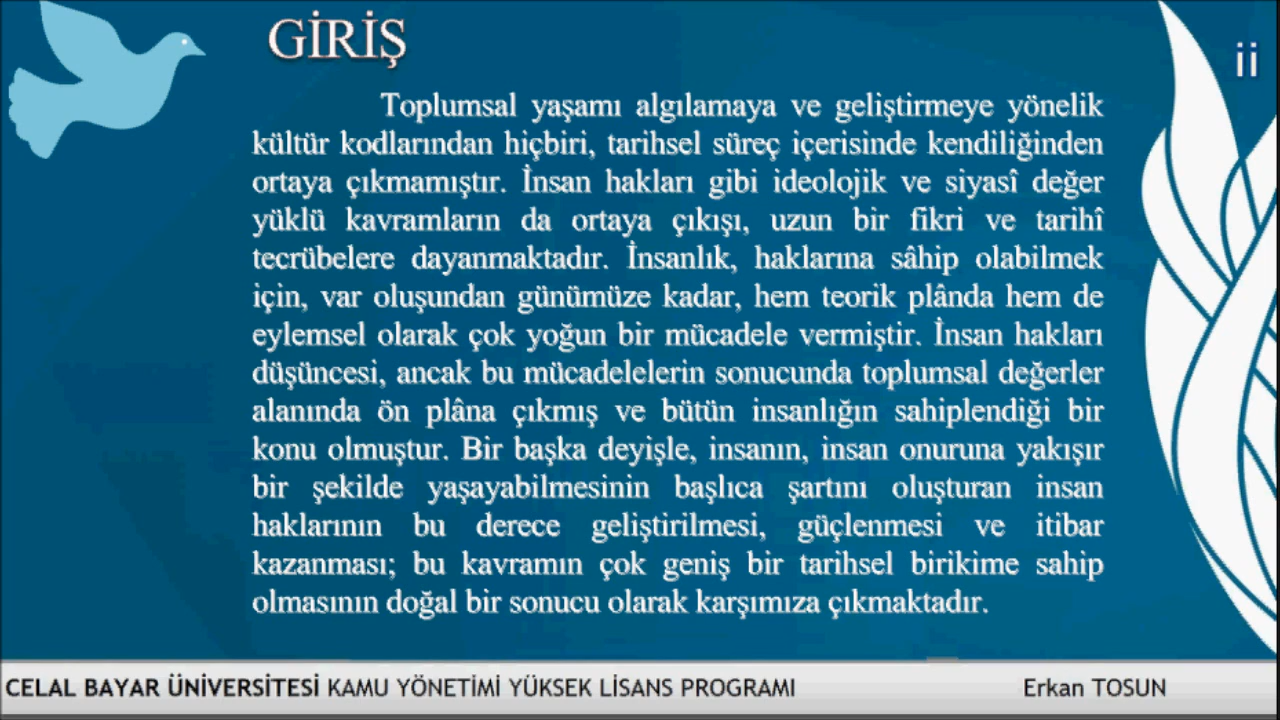 GİRİŞ
ii
Toplumsal yaşamı algılamaya ve geliştirmeye yönelik
kültür kodlarından hiçbiri, tarihsel süreç içerisinde kendiliğinden
ortaya çıkmamıştır. İnsan hakları gibi ideolojik ve siyasî değer
yüklü kavramların da ortaya çıkışı, uzun bir fikri ve tarihî
tecrübelere dayanmaktadır. İnsanlık, haklarına sâhip olabilmek
için, var oluşundan günümüze kadar, hem teorik plânda hem de
eylemsel olarak çok yoğun bir mücadele vermiştir. İnsan hakları
düşüncesi, ancak bu mücadelelerin sonucunda toplumsal değerler
alanında ön plâna çıkmış ve bütün insanlığın sahiplendiği bir
konu olmuştur. Bir başka deyişle, insanın, insan onuruna yakışır
bir şekilde yaşayabilmesinin başlıca şartını oluşturan insan
haklarının bu derece geliştirilmesi, güçlenmesi ve itibar
kazanması; bu kavramın çok geniş bir tarihsel birikime sahip
olmasının doğal bir sonucu olarak karşımıza çıkmaktadır.
CELAL BAYAR ÜNİVERSİTESİ KAMU YÖNETİMİ YÜKSEK LİSANS PROGRAMI
Erkan TOSUN